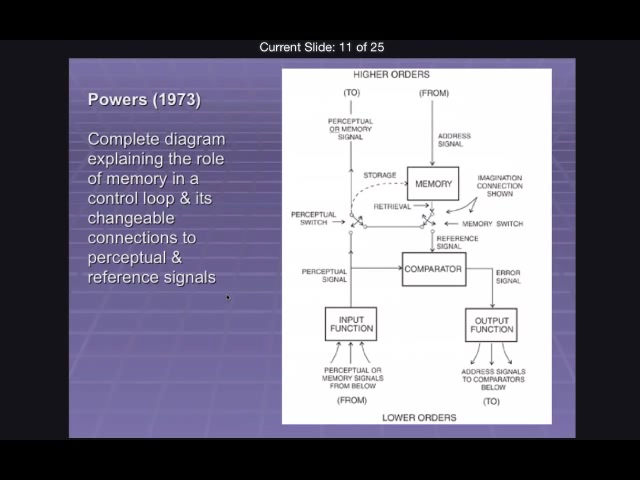 Current Slide: 11 of 25
Powers (1973)
Complete diagram
explaining the role
of memory in a
control loop & its
changeable
connections to
perceptual &
reference signals
HIGHER ORDERS
(TO)
(FROM)
PERCEPTUAL
OR MEMORY
SIGNAL
ADDRESS
SIGNAL
STORAGE
MEMORY
IMAGINATION
CONNECTION
SHOWN
RETRIEVAL
PERCEPTUAL
SWITCH
MEMORY SWITCH
REFERENCE
SIGNAL
PERCEPTUAL
SIGNAL
COMPARATOR
ERROR
SIGNAL
INPUT
FUNCTION
OUTPUT
FUNCTION
PERCEPTUAL OR
MEMORY SIGNALS
FROM BELOW
(FROM)
ADDRESS SIGNALS
TO COMPARATORS
BELOW
(TO)
LOWER ORDERS